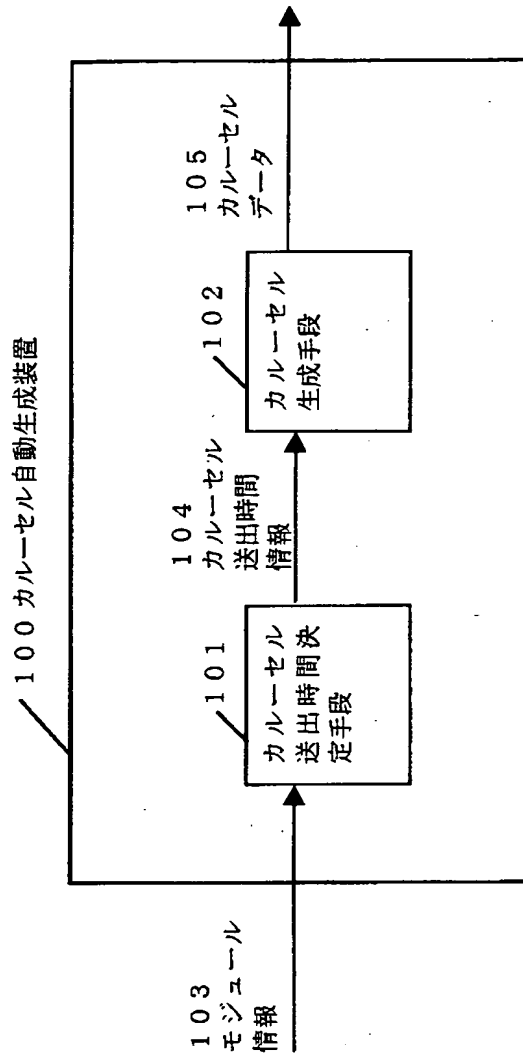 100 カルーセル自動生成装置
103
モジュール
情報
101
カルーセル
送出時間決
定手段
104
カルーセル
送出時間
情報
102
カルーセル
生成手段
105
カルーセル
データ